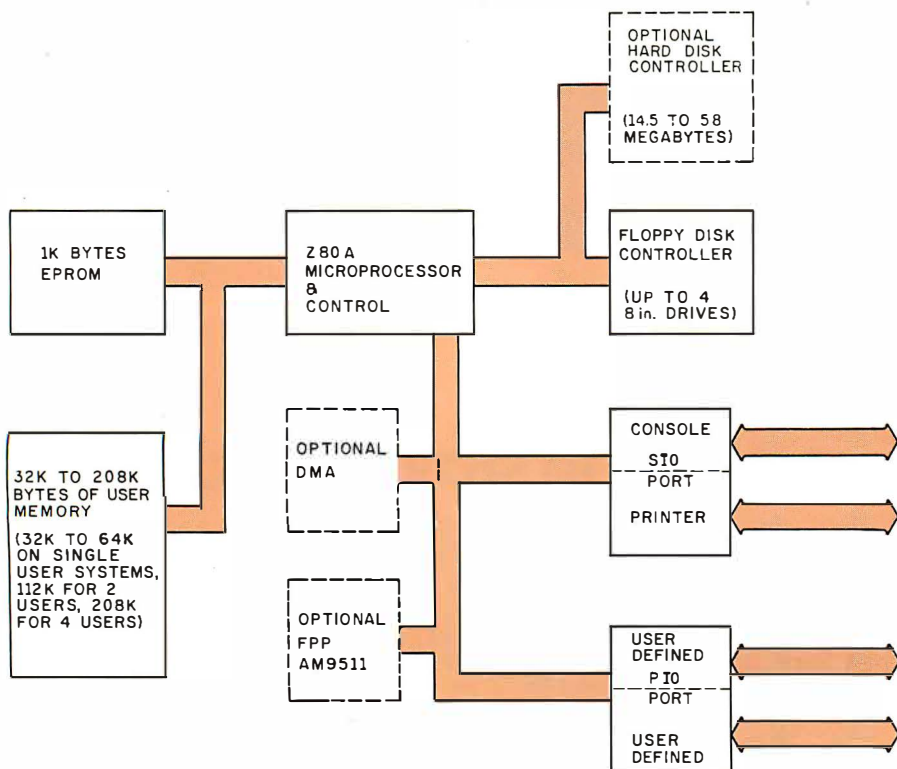 OPTIONAL
HARD DISK
CONTROLLER
(14.5 TO 58
MEGABYTES)
1K BYTES
EPROM
Z80A
MICROPROCESSOR
&
CONTROL
FLOPPY DISK
CONTROLLER
(UP TO 4
8 in. DRIVES)
32K TO 208K
BYTES OF USER
MEMORY
(32K TO 64K
ON SINGLE
USER SYSTEMS,
112K FOR 2
USERS, 208K
FOR 4 USERS)
OPTIONAL
DMA
CONSOLE
SIO
PORT
PRINTER
OPTIONAL
FPP
AM9511
USER
DEFINED
PIO
PORT
USER
DEFINED